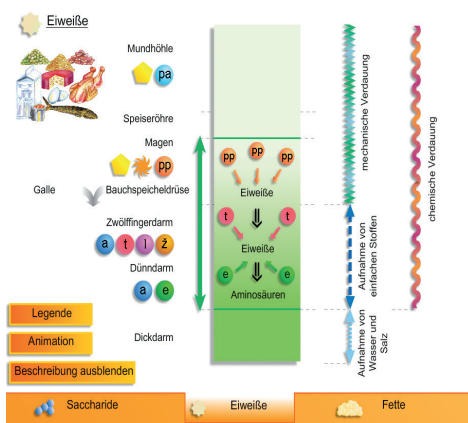 Eiweiße
Mundhöhle
pa
Speiseröhre
Magen
pp
Galle
Bauchspeicheldrüse
Zwölffingerdarm
a t l ž
Dünndarm
a e
Dickdarm
pp pp pp
Eiweiße
t t
Eiweiße
e e
Aminosäuren
mechanische Verdauung
Aufnahme von
einfachen Stoffen
Aufnahme von
Wasser und
Salz
chemische Verdauung
Legende
Animation
Beschreibung ausblenden
Saccharide
Eiweiße
Fette